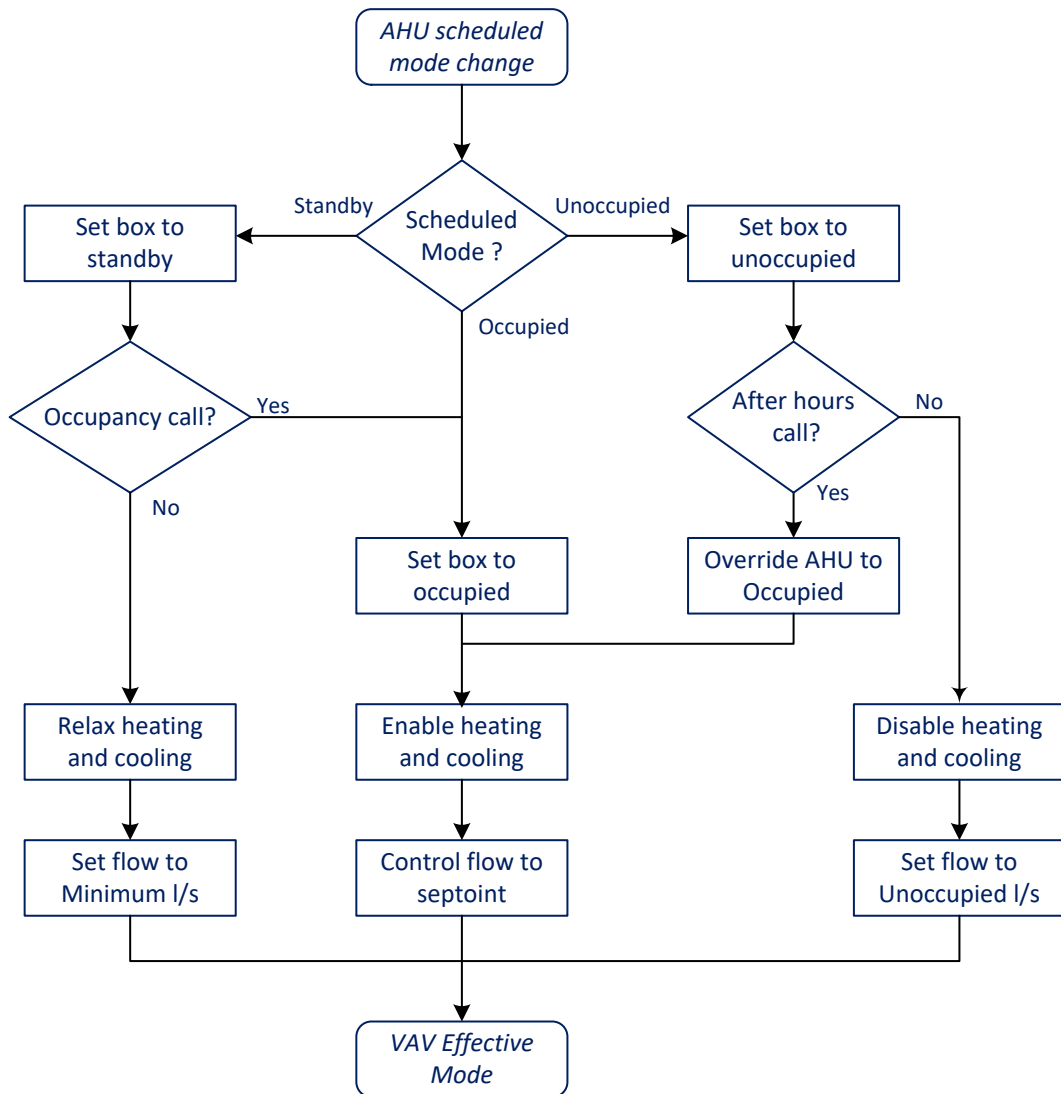 AHU scheduled
mode change
Standby
Scheduled
Mode ?
Unoccupied
Set box to
standby
Set box to
unoccupied
Occupied
Occupancy call?
Yes
After hours
call?
No
No
Yes
Set box to
occupied
Override AHU to
Occupied
Relax heating
and cooling
Enable heating
and cooling
Disable heating
and cooling
Set flow to
Minimum l/s
Control flow to
septoint
Set flow to
Unoccupied l/s
VAV Effective
Mode